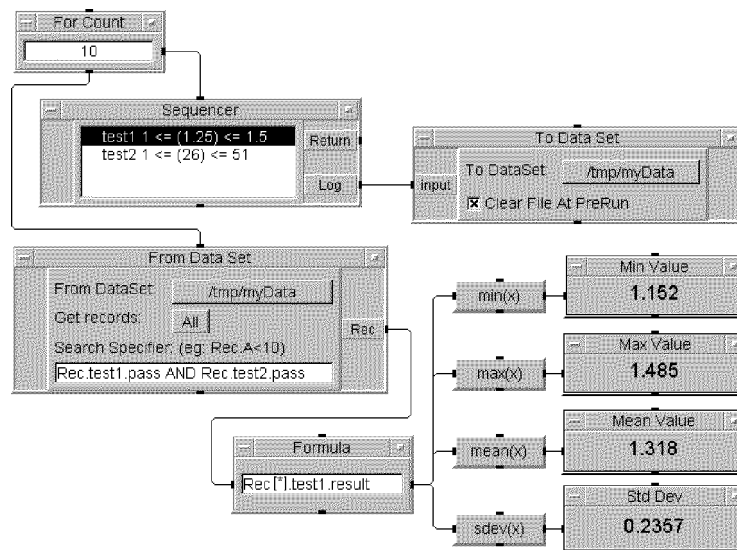 For Count
10
Sequencer
test1 1 <= (1.25) <= 1.5
test2 1 <= (26) <= 51
Return
Log
To Data Set
input
To DataSet:
/tmp/myData
Clear File At PreRun
From Data Set
From DataSet:
/tmp/myData
Get records:
All
Search Specifier: (eg: Rec.A<10)
Rec.test1.pass AND Rec.test2.pass
Rec
Formula
Rec[*].test1.result
min(x)
Min Value
1.152
max(x)
Max Value
1.485
mean(x)
Mean Value
1.318
sdev(x)
Std Dev
0.2357